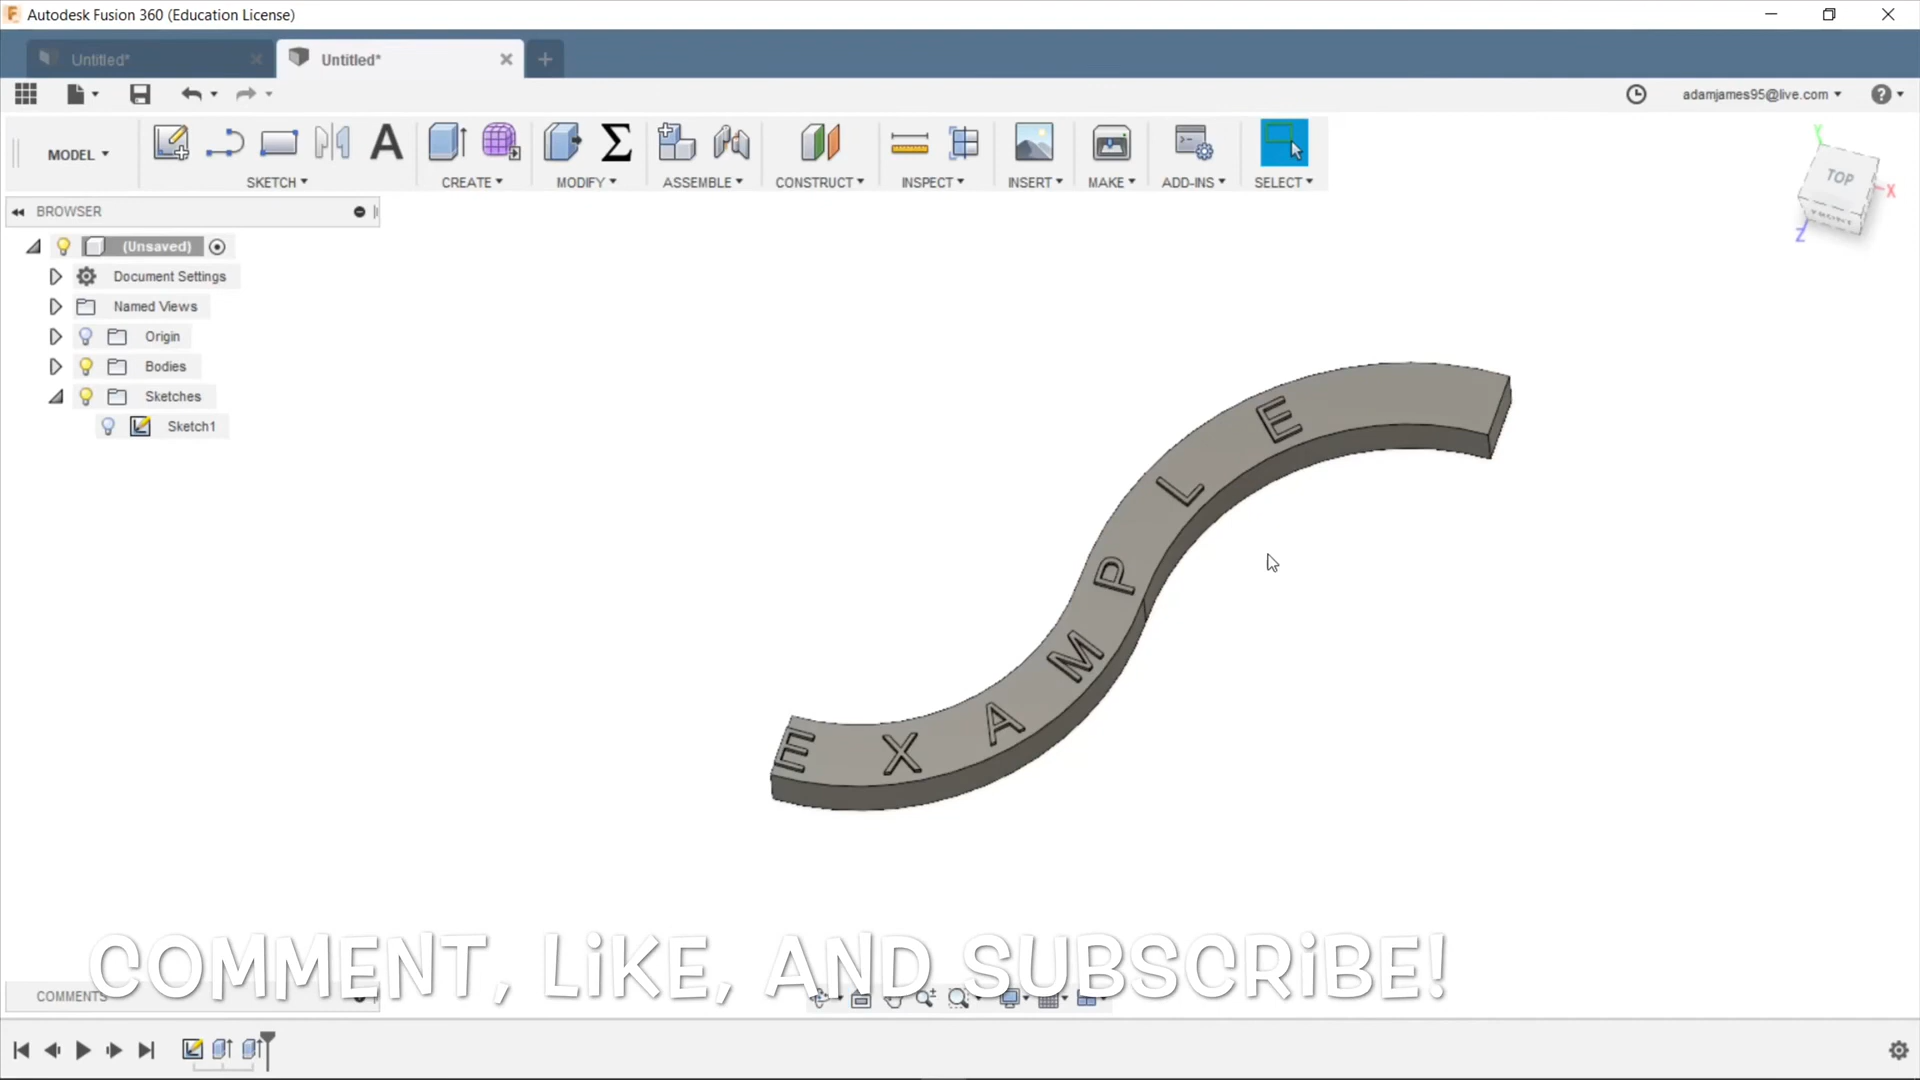 Autodesk Fusion 360 (Education License)
Untitled*
Untitled*
adamjames95@live.com
MODEL
SKETCH
CREATE
MODIFY
ASSEMBLE
CONSTRUCT
INSPECT
INSERT
MAKE
ADD-INS
SELECT
TOP
FRONT
Y
X
Z
BROWSER
(Unsaved)
Document Settings
Named Views
Origin
Bodies
Sketches
Sketch1
EXAMPLE
COMMENT, LiKE, AND SUBSCRiBE!
COMMENTS